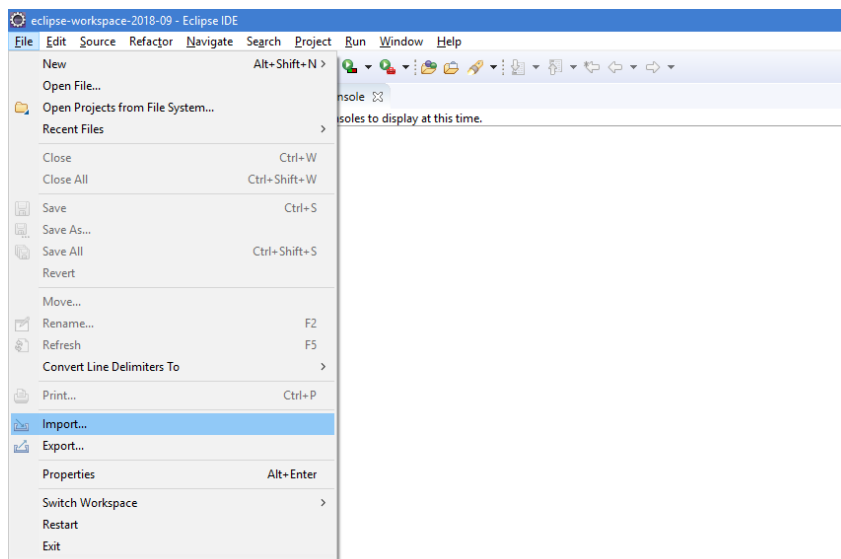 eclipse-workspace-2018-09 - Eclipse IDE
File Edit Source Refactor Navigate Search Project Run Window Help
New Alt+Shift+N >
Open File...
nsole
Open Projects from File System...
soles to display at this time.
Recent Files >
Close Ctrl+W
Close All Ctrl+Shift+W
Save Ctrl+S
Save As...
Save All Ctrl+Shift+S
Revert
Move...
Rename... F2
Refresh F5
Convert Line Delimiters To >
Print... Ctrl+P
Import...
Export...
Properties Alt+Enter
Switch Workspace >
Restart
Exit